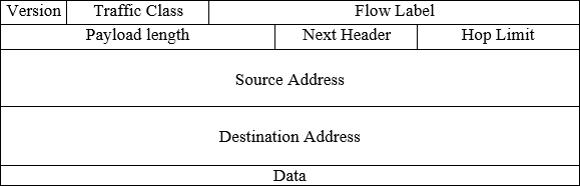 Version Traffic Class Flow Label
Payload length Next Header Hop Limit
Source Address
Destination Address
Data